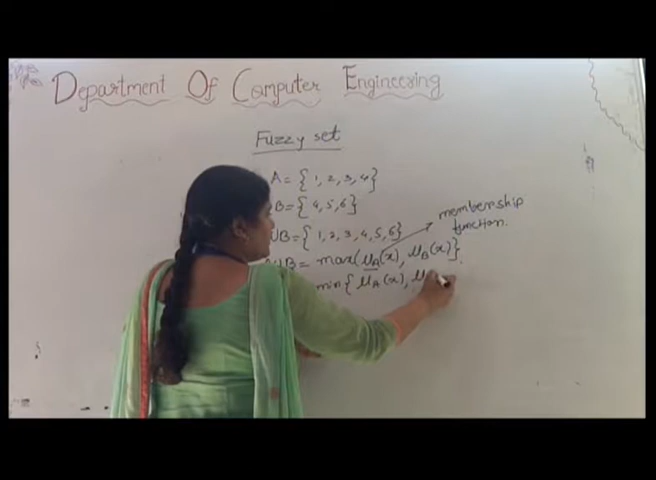 Department Of Computer Engineering
Fuzzy set
A = { 1, 2, 3, 4 }
B = { 4, 5, 6 }
UB = { 1, 2, 3, 4, 5, 6 }
membership
function.
UB = max( μA(x), μB(x) }.
min { μA(x), μ